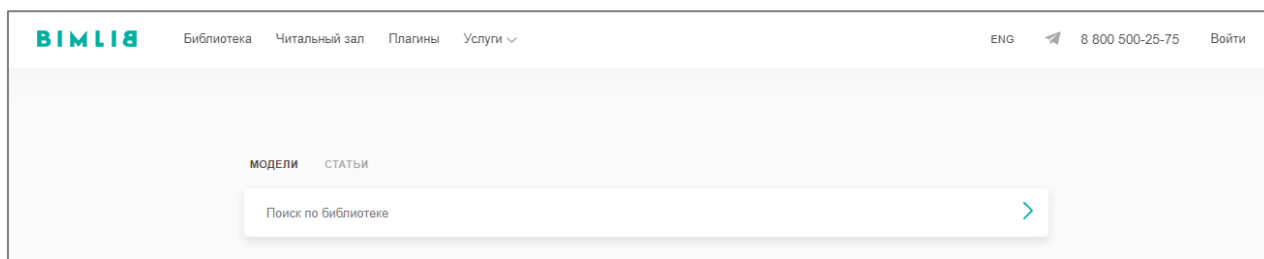 BIMLIB Библиотека Читальный зал Плагины Услуги ENG 8 800 500-25-75 Войти
МОДЕЛИ СТАТЬИ
Поиск по библиотеке